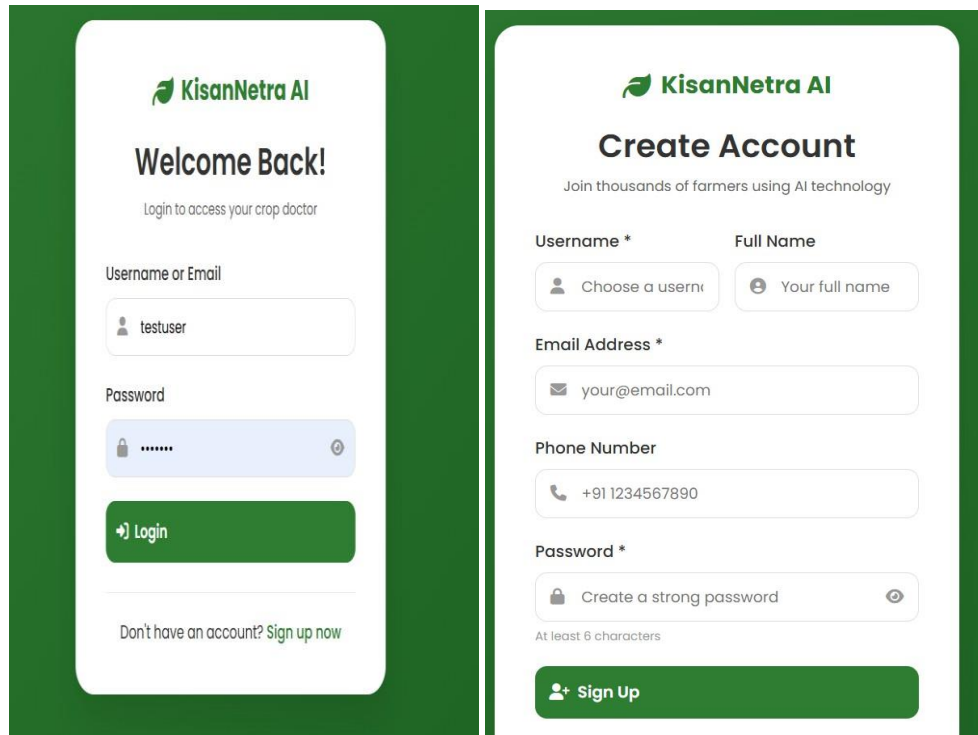 KisanNetra AI
Welcome Back!
Login to access your crop doctor
Username or Email
testuser
Password
•••••••
Login
Don't have an account? Sign up now
KisanNetra AI
Create Account
Join thousands of farmers using AI technology
Username * Full Name
Choose a usern Your full name
Email Address *
your@email.com
Phone Number
+91 1234567890
Password *
Create a strong password
At least 6 characters
Sign Up